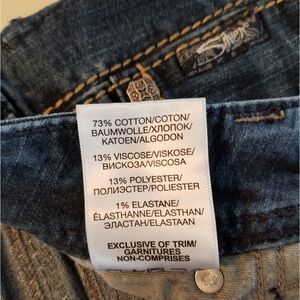 73% COTTON/COTON/
BAUMWOLLE/ХЛОПОК/
KATOEN/ALGODON
13% VISCOSE/VISKOSE/
ВИСКОЗА/VISCOSA
13% POLYESTER/
ПОЛИЭСТЕР/POLIESTER
1% ELASTANE/
ÉLASTHANNE/ELASTHAN/
ЭЛАСТАН/ELASTAN
EXCLUSIVE OF TRIM/
GARNITURES
NON-COMPRISES